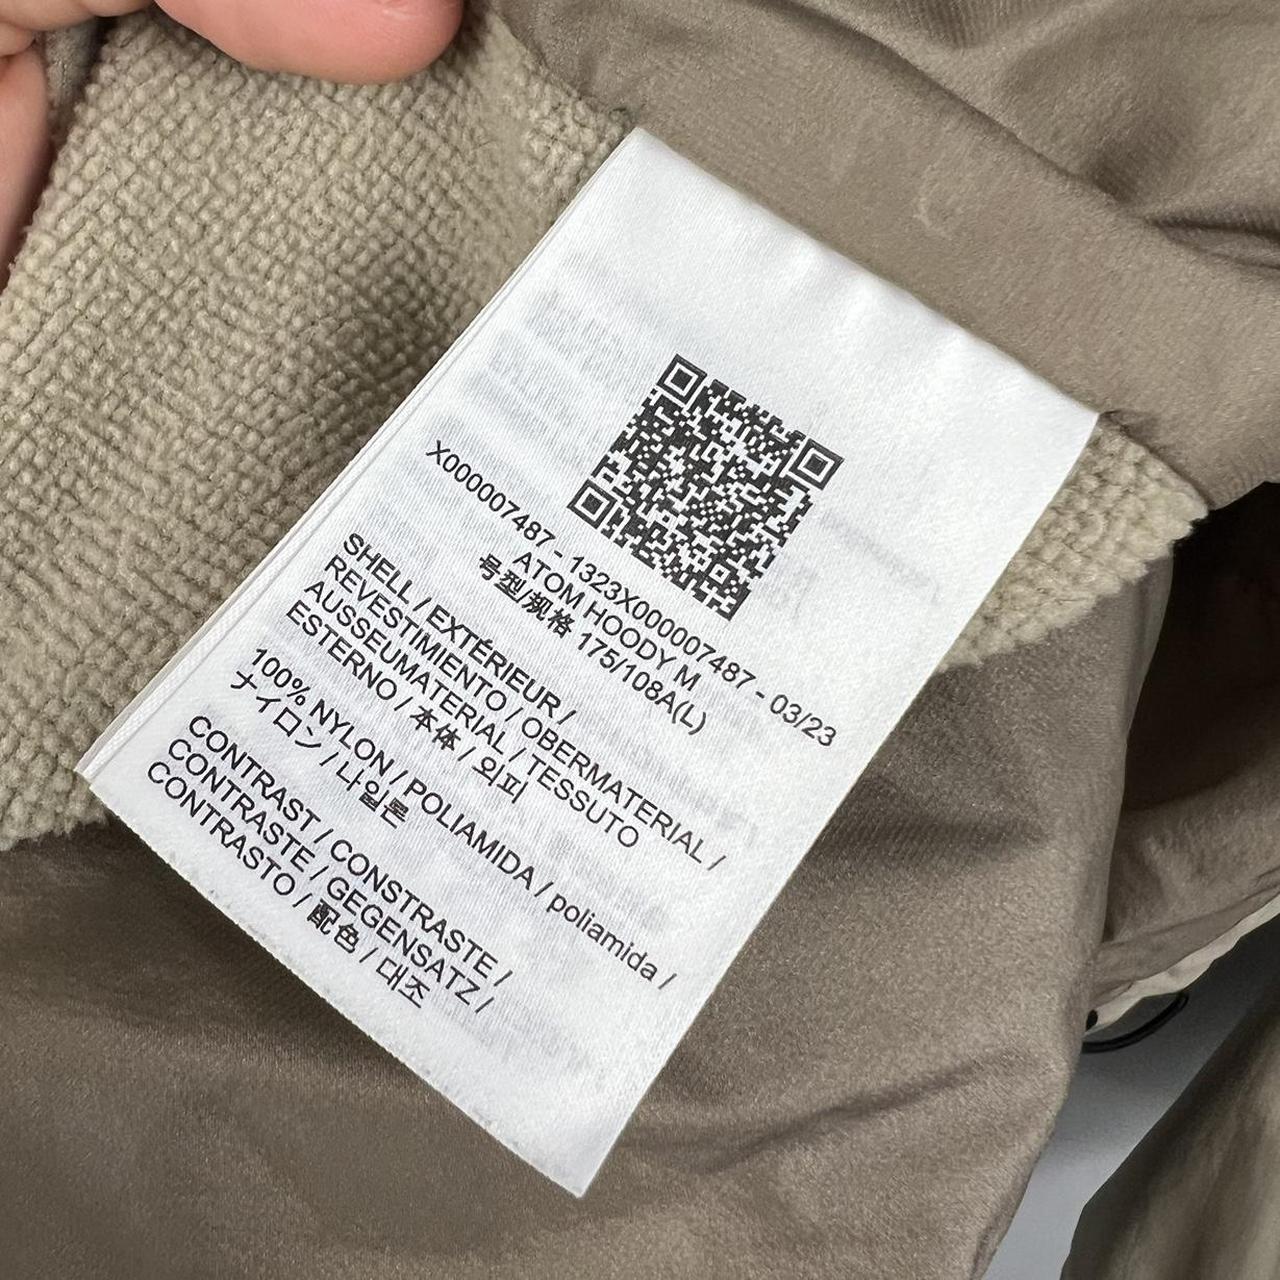 X000007487 - 1323X000007487 - 03/23
ATOM HOODY M
号型/规格 175/108A(L)
SHELL / EXTÉRIEUR /
REVESTIMIENTO / OBERMATERIAL /
AUSSEUMATERIAL / TESSUTO
ESTERNO / 本体 / 외피
100% NYLON / POLIAMIDA / poliamida /
ナイロン / 나일론
CONTRAST / CONSTRASTE /
CONTRASTE / GEGENSATZ /
CONTRASTO / 配色 / 대조